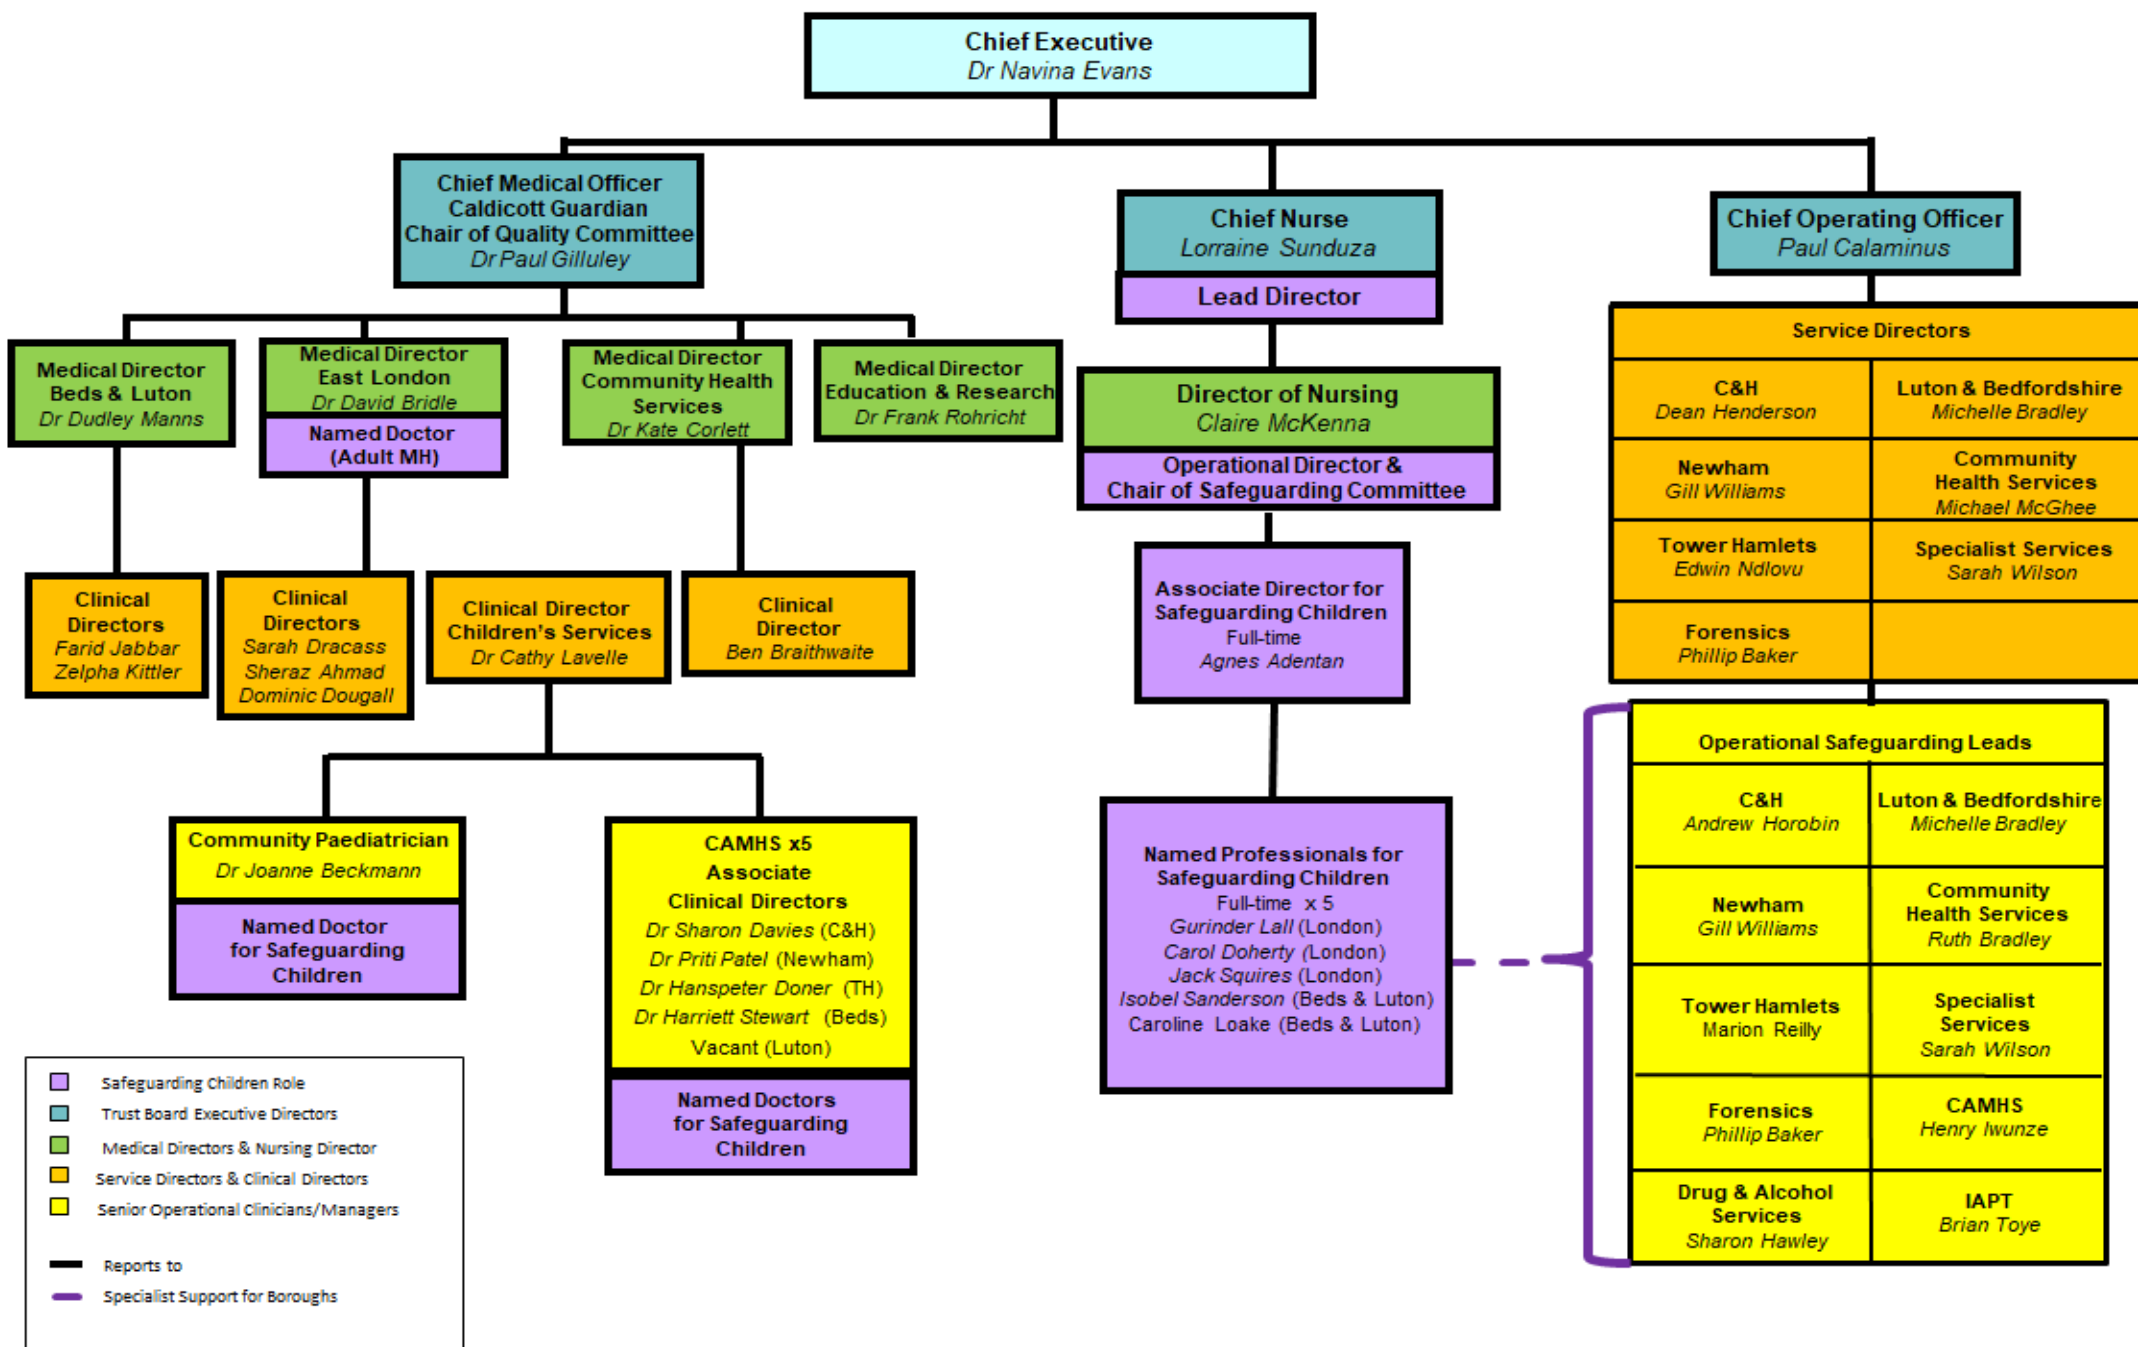 Chief Executive
Dr Navina Evans
Chief Medical Officer
Caldicott Guardian
Chair of Quality Committee
Dr Paul Gilluley
Chief Nurse
Lorraine Sunduza
Lead Director
Chief Operating Officer
Paul Calaminus
Medical Director
Beds & Luton
Dr Dudley Manns
Medical Director
East London
Dr David Bridle
Named Doctor
(Adult MH)
Medical Director
Community Health
Services
Dr Kate Corlett
Medical Director
Education & Research
Dr Frank Rohricht
Director of Nursing
Claire McKenna
Operational Director &
Chair of Safeguarding Committee
Service Directors
C&H
Dean Henderson
Luton & Bedfordshire
Michelle Bradley
Newham
Gill Williams
Community
Health Services
Michael McGhee
Tower Hamlets
Edwin Ndlovu
Specialist Services
Sarah Wilson
Forensics
Phillip Baker
Clinical
Directors
Farid Jabbar
Zelpha Kittler
Clinical
Directors
Sarah Dracass
Sheraz Ahmad
Dominic Dougall
Clinical Director
Children's Services
Dr Cathy Lavelle
Clinical
Director
Ben Braithwaite
Associate Director for
Safeguarding Children
Full-time
Agnes Adentan
Community Paediatrician
Dr Joanne Beckmann
Named Doctor
for Safeguarding
Children
CAMHS x5
Associate
Clinical Directors
Dr Sharon Davies (C&H)
Dr Priti Patel (Newham)
Dr Hanspeter Doner (TH)
Dr Harriett Stewart (Beds)
Vacant (Luton)
Named Doctors
for Safeguarding
Children
Named Professionals for
Safeguarding Children
Full-time x 5
Gurinder Lall (London)
Carol Doherty (London)
Jack Squires (London)
Isobel Sanderson (Beds & Luton)
Caroline Loake (Beds & Luton)
Operational Safeguarding Leads
C&H
Andrew Horobin
Luton & Bedfordshire
Michelle Bradley
Newham
Gill Williams
Community
Health Services
Ruth Bradley
Tower Hamlets
Marion Reilly
Specialist
Services
Sarah Wilson
Forensics
Phillip Baker
CAMHS
Henry Iwunze
Drug & Alcohol
Services
Sharon Hawley
IAPT
Brian Toye
Safeguarding Children Role
Trust Board Executive Directors
Medical Directors & Nursing Director
Service Directors & Clinical Directors
Senior Operational Clinicians/Managers
Reports to
Specialist Support for Boroughs